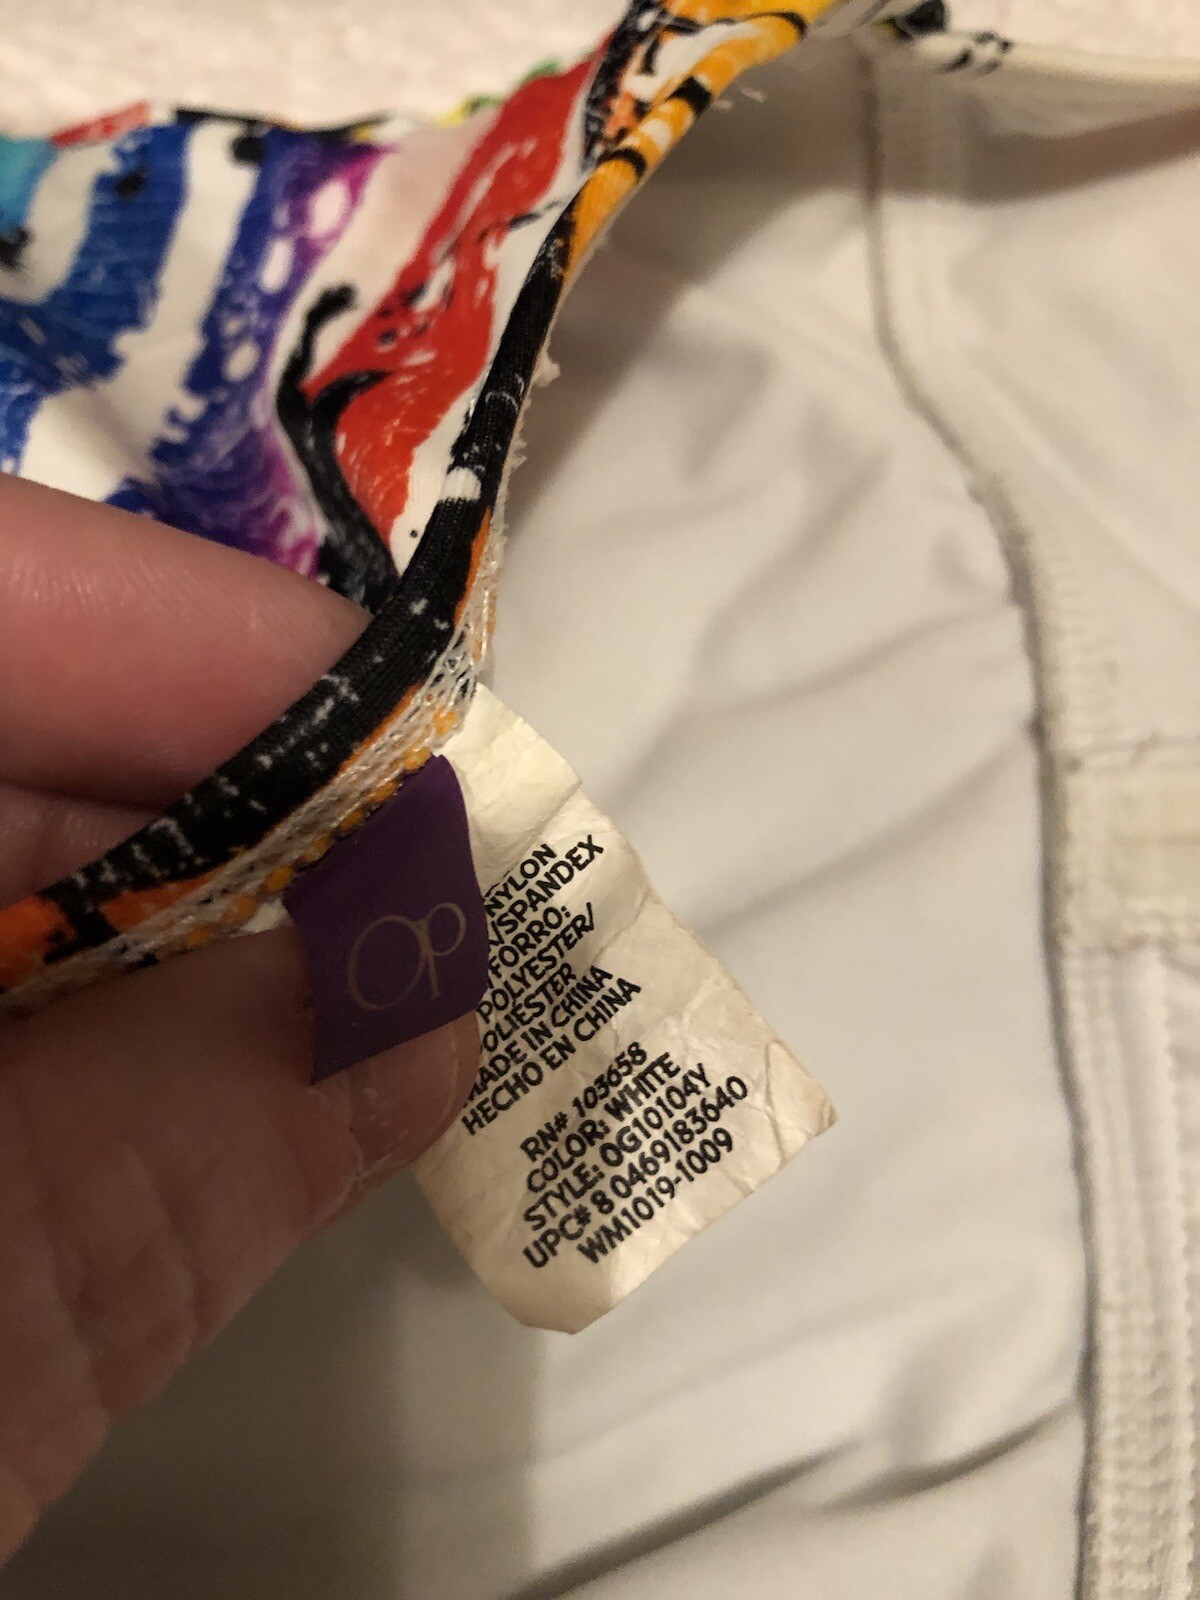 Op
NYLON
/SPANDEX
FORRO:
POLYESTER/
POLIESTER
MADE IN CHINA
HECHO EN CHINA
RN# 103658
COLOR: WHITE
STYLE: 0G10104Y
UPC# 8 0469183640
WM1019-1009